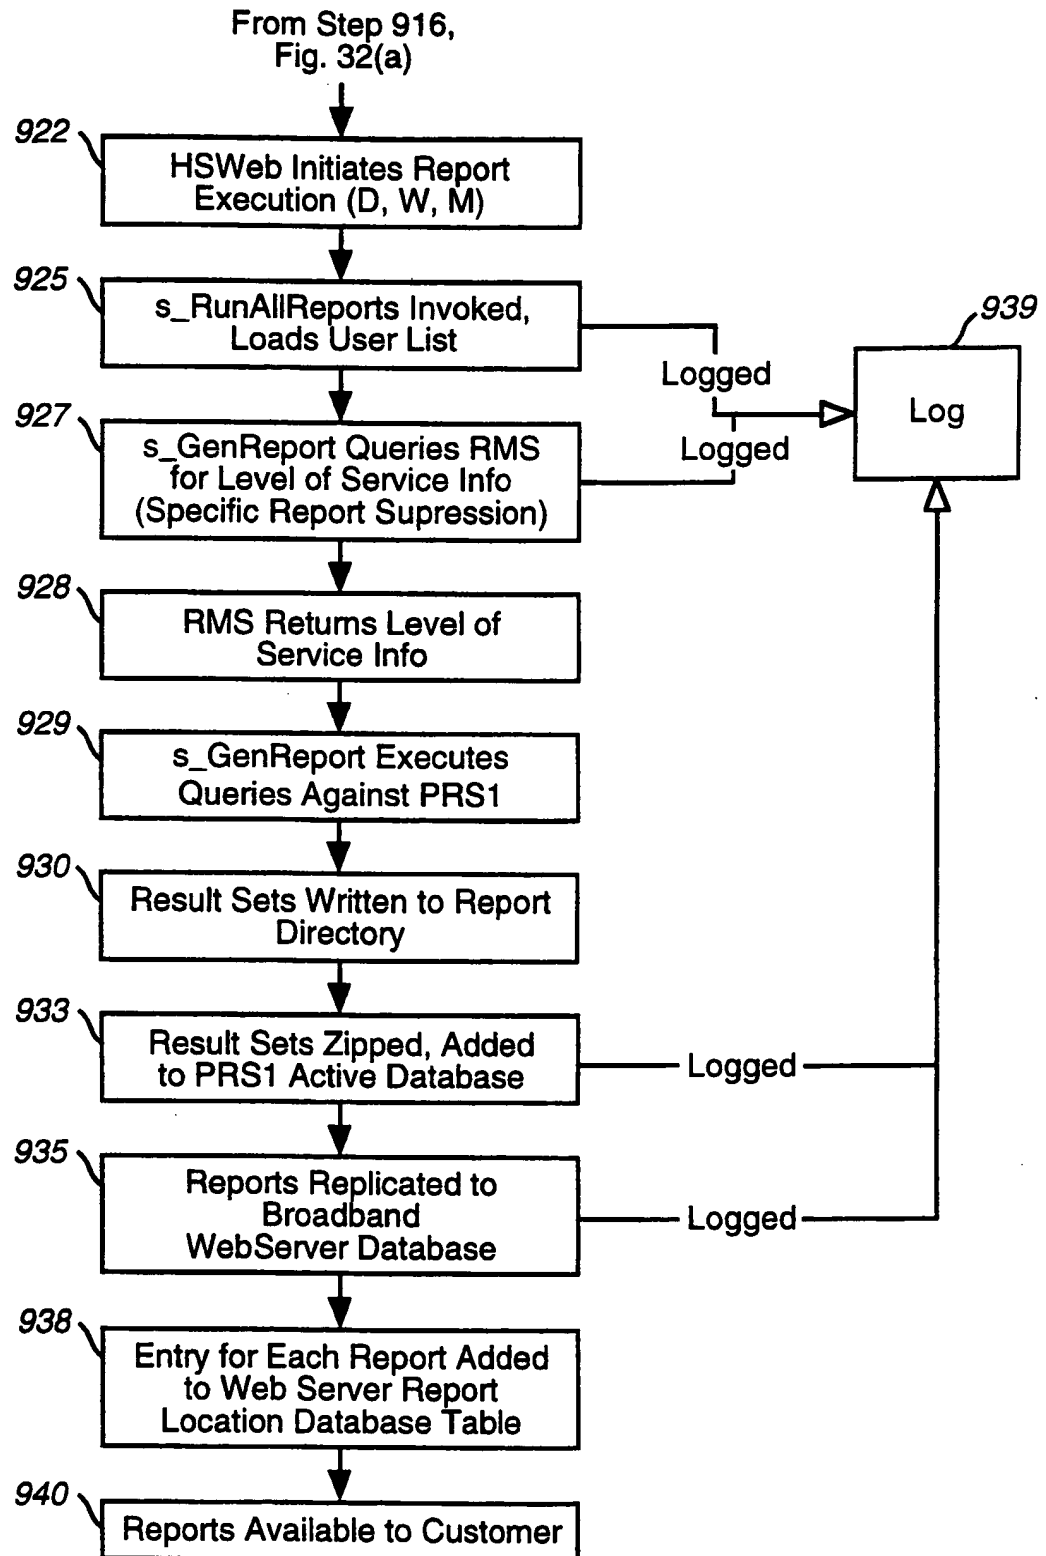 From Step 916,
Fig. 32(a)
922
HSWeb Initiates Report
Execution (D, W, M)
925
s_RunAllReports Invoked,
Loads User List
Logged
939
Log
927
s_GenReport Queries RMS
for Level of Service Info
(Specific Report Supression)
Logged
928
RMS Returns Level of
Service Info
929
s_GenReport Executes
Queries Against PRS1
930
Result Sets Written to Report
Directory
933
Result Sets Zipped, Added
to PRS1 Active Database
Logged
935
Reports Replicated to
Broadband
WebServer Database
Logged
938
Entry for Each Report Added
to Web Server Report
Location Database Table
940
Reports Available to Customer